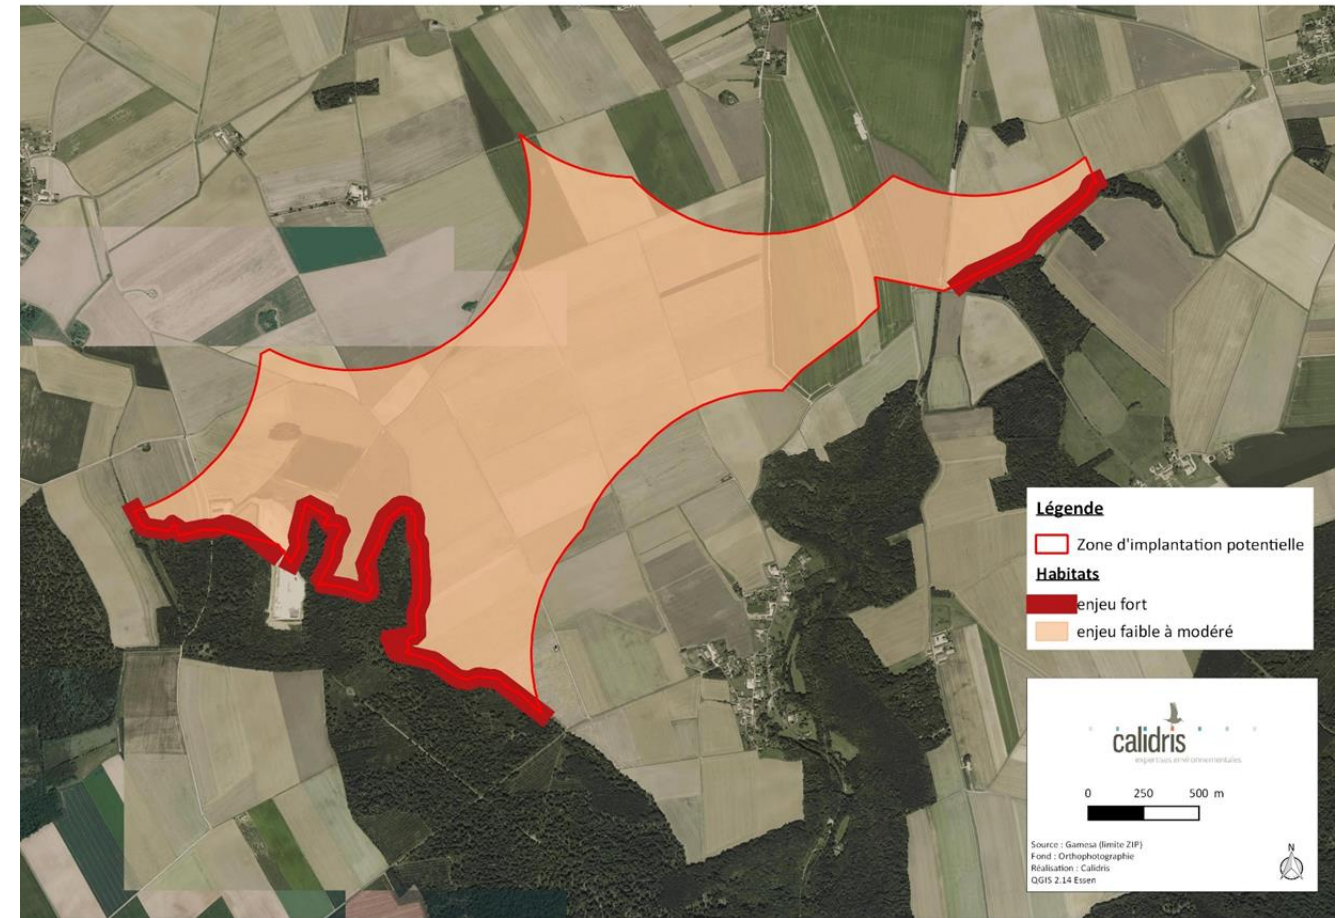 Légende
Zone d'implantation potentielle
Habitats
enjeu fort
enjeu faible à modéré
calidris
expertises environnementales
0 250 500 m
Source : Gamesa (limite ZIP)
Fond : Orthophotographie
Réalisation : Calidris
QGIS 2.14 Essen
N